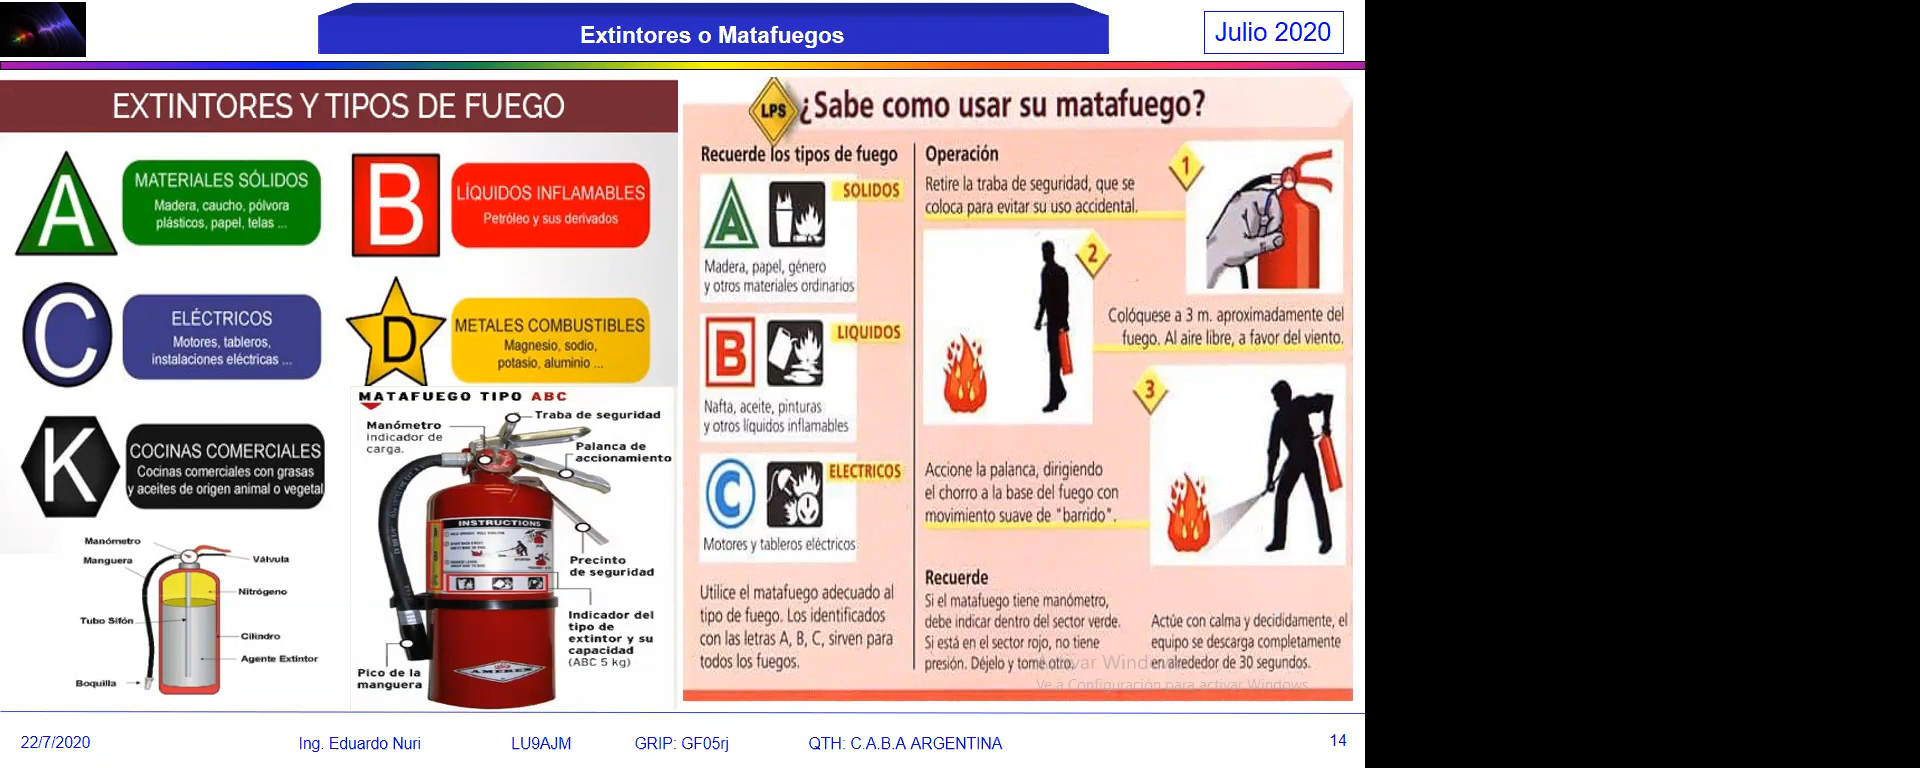 Extintores o Matafuegos
Julio 2020
EXTINTORES Y TIPOS DE FUEGO
A
MATERIALES SÓLIDOS
Madera, caucho, pólvora
plásticos, papel, telas ...
B
LÍQUIDOS INFLAMABLES
Petróleo y sus derivados
C
ELÉCTRICOS
Motores, tableros,
instalaciones eléctricas ...
D
METALES COMBUSTIBLES
Magnesio, sodio,
potasio, aluminio ...
K
COCINAS COMERCIALES
Cocinas comerciales con grasas
y aceites de origen animal o vegetal
Manómetro
Manguera
Válvula
Nitrógeno
Tubo Sifón
Cilindro
Agente Extintor
Boquilla
MATAFUEGO TIPO ABC
Traba de seguridad
Manómetro
indicador de
carga.
Palanca de
accionamiento
INSTRUCTIONS
Precinto
de seguridad
Indicador del
tipo de
extintor y su
capacidad
(ABC 5 kg)
Pico de la
manguera
AMEREX
LPS
¿Sabe como usar su matafuego?
Recuerde los tipos de fuego
A
SOLIDOS
Madera, papel, género
y otros materiales ordinarios
B
LIQUIDOS
Nafta, aceite, pinturas
y otros líquidos inflamables
C
ELECTRICOS
Motores y tableros eléctricos
Utilice el matafuego adecuado al
tipo de fuego. Los identificados
con las letras A, B, C, sirven para
todos los fuegos.
Operación
1
Retire la traba de seguridad, que se
coloca para evitar su uso accidental.
2
Colóquese a 3 m. aproximadamente del
fuego. Al aire libre, a favor del viento.
3
Accione la palanca, dirigiendo
el chorro a la base del fuego con
movimiento suave de "barrido".
Recuerde
Si el matafuego tiene manómetro,
debe indicar dentro del sector verde.
Si está en el sector rojo, no tiene
presión. Déjelo y tome otro.
Actúe con calma y decididamente, el
equipo se descarga completamente
en alrededor de 30 segundos.
Activar Windows
Ve a Configuración para activar Windows.
22/7/2020
Ing. Eduardo Nuri
LU9AJM
GRIP: GF05rj
QTH: C.A.B.A ARGENTINA
14